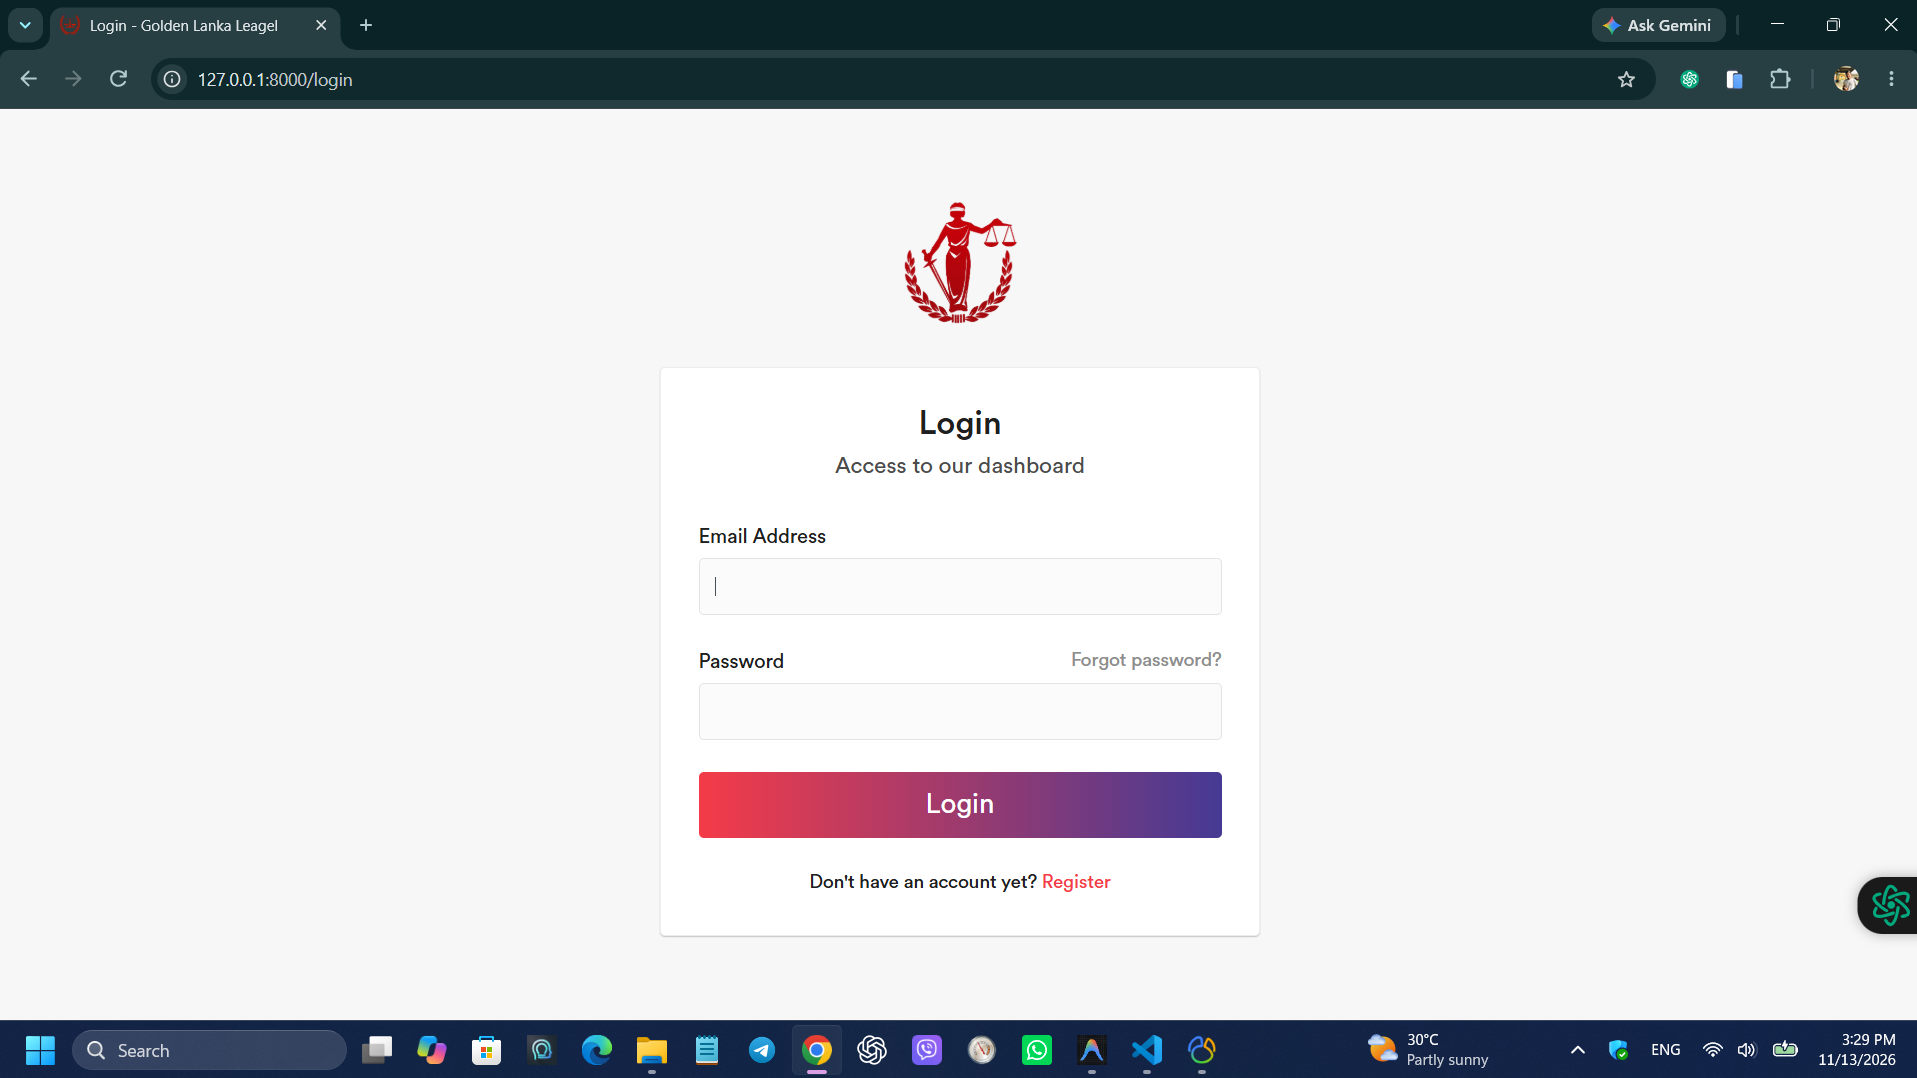 Login - Golden Lanka Leagel
Ask Gemini
127.0.0.1:8000/login
Login
Access to our dashboard
Email Address
Password
Forgot password?
Login
Don't have an account yet? Register
Search
30°C
Partly sunny
ENG
3:29 PM
11/13/2026